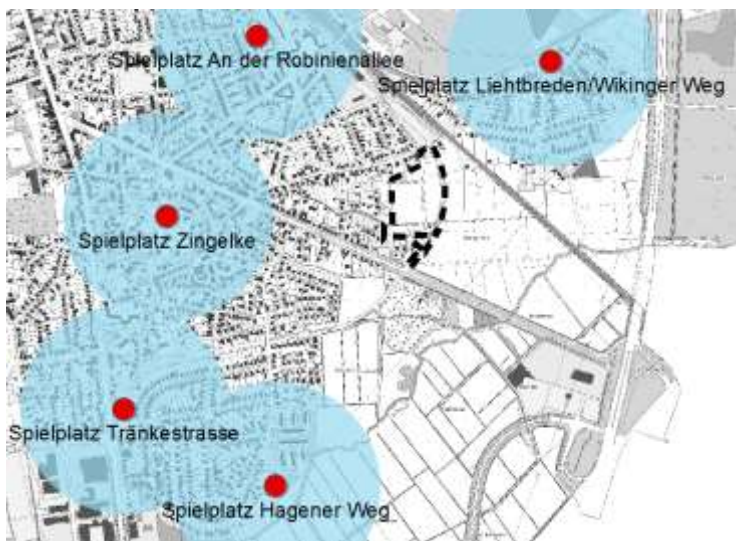 Spielplatz An der Robinienallee
Spielplatz Liehtbreden/Wikinger Weg
Spielplatz Zingelke
Spielplatz Tränkestrasse
Spielplatz Hagener Weg